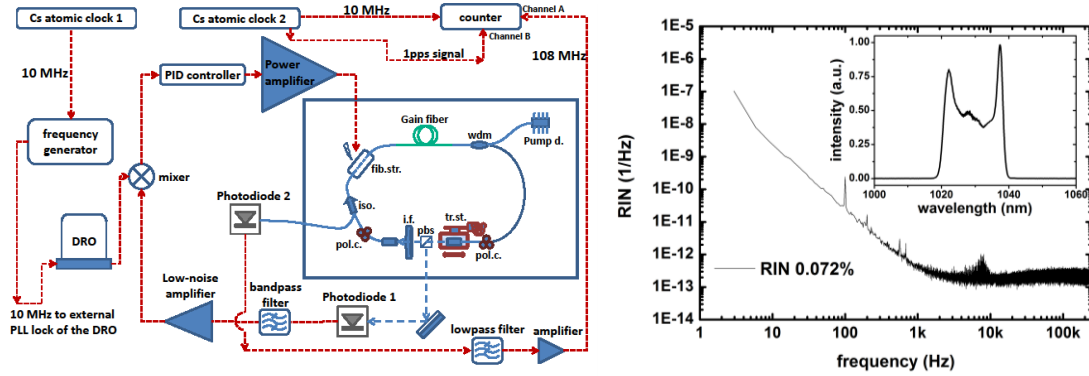 Cs atomic clock 1
Cs atomic clock 2
10 MHz
counter
Channel A
Channel B
1pps signal
108 MHz
10 MHz
PID controller
Power
amplifier
frequency
generator
mixer
Gain fiber
wdm
Pump d.
fib.str.
Photodiode 2
iso.
pol.c.
i.f.
pbs
tr.st.
pol.c.
DRO
Low-noise
amplifier
bandpass
filter
Photodiode 1
10 MHz to external
PLL lock of the DRO
lowpass filter
amplifier
1E-5
1E-6
1E-7
1E-8
1E-9
1E-10
1E-11
1E-12
1E-13
1E-14
RIN (1/Hz)
1
10
100
1k
10k
100k
frequency (Hz)
RIN 0.072%
1.00
0.75
0.50
0.25
0.00
intensity (a.u.)
1000
1020
1040
1060
wavelength (nm)